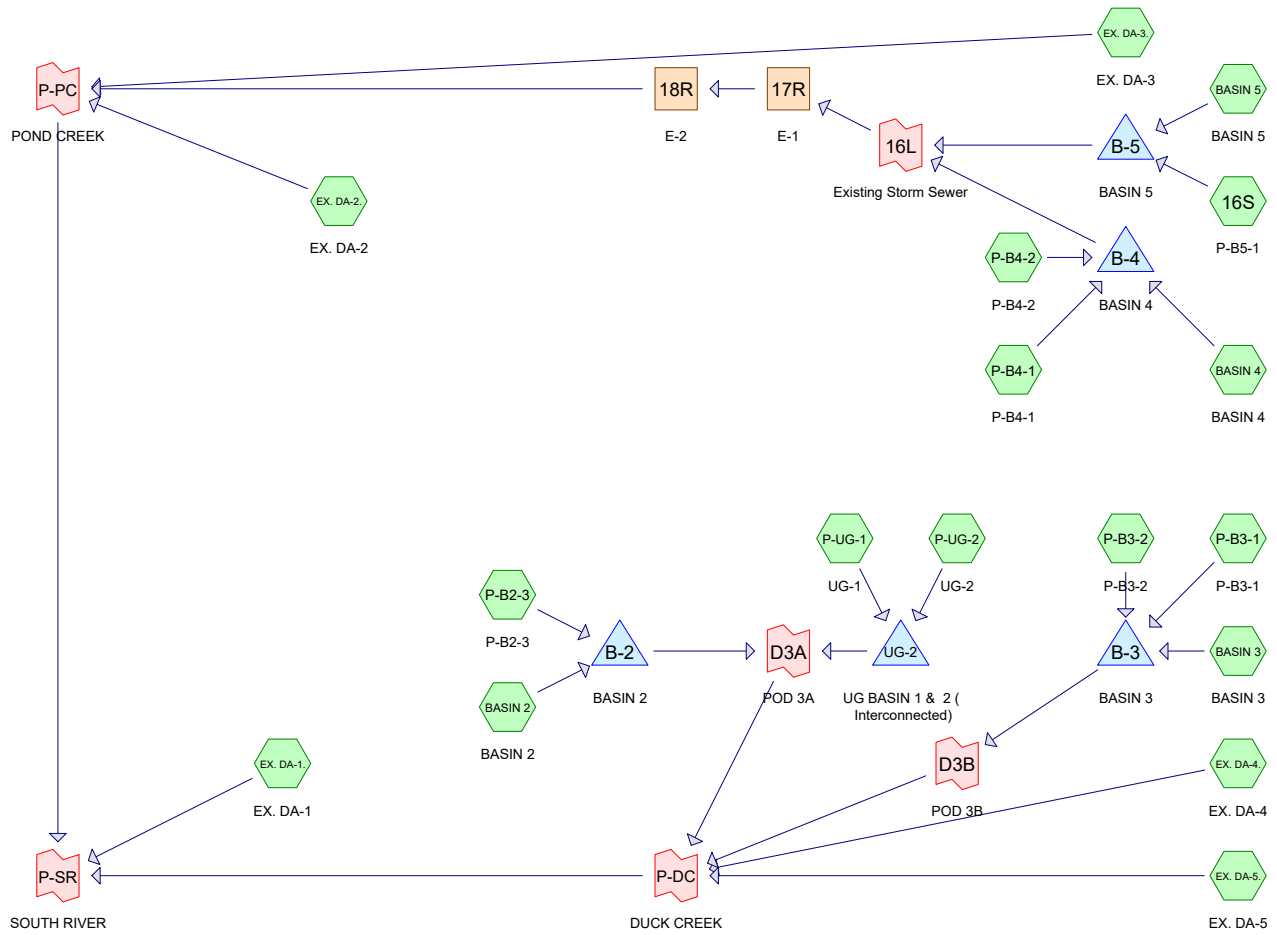 EX. DA-3.
EX. DA-3
P-PC
POND CREEK
18R
E-2
17R
E-1
BASIN 5
BASIN 5
16L
Existing Storm Sewer
B-5
BASIN 5
EX. DA-2.
EX. DA-2
16S
P-B5-1
P-B4-2
P-B4-2
B-4
BASIN 4
P-B4-1
P-B4-1
BASIN 4
BASIN 4
P-UG-1
UG-1
P-UG-2
UG-2
P-B3-2
P-B3-2
P-B3-1
P-B3-1
P-B2-3
P-B2-3
B-2
BASIN 2
D3A
POD 3A
UG-2
UG BASIN 1 & 2 (
Interconnected)
B-3
BASIN 3
BASIN 3
BASIN 3
BASIN 2
BASIN 2
EX. DA-1.
EX. DA-1
D3B
POD 3B
EX. DA-4.
EX. DA-4
P-SR
SOUTH RIVER
P-DC
DUCK CREEK
EX. DA-5.
EX. DA-5